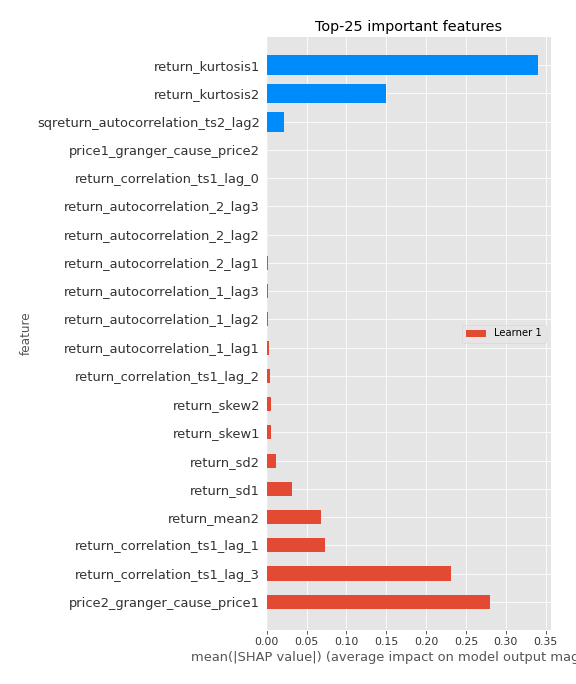 Top-25 important features
return_kurtosis1
return_kurtosis2
sqreturn_autocorrelation_ts2_lag2
price1_granger_cause_price2
return_correlation_ts1_lag_0
return_autocorrelation_2_lag3
return_autocorrelation_2_lag2
return_autocorrelation_2_lag1
return_autocorrelation_1_lag3
return_autocorrelation_1_lag2
return_autocorrelation_1_lag1
return_correlation_ts1_lag_2
return_skew2
return_skew1
return_sd2
return_sd1
return_mean2
return_correlation_ts1_lag_1
return_correlation_ts1_lag_3
price2_granger_cause_price1
feature
Learner 1
0.00 0.05 0.10 0.15 0.20 0.25 0.30 0.35
mean(|SHAP value|) (average impact on model output mag